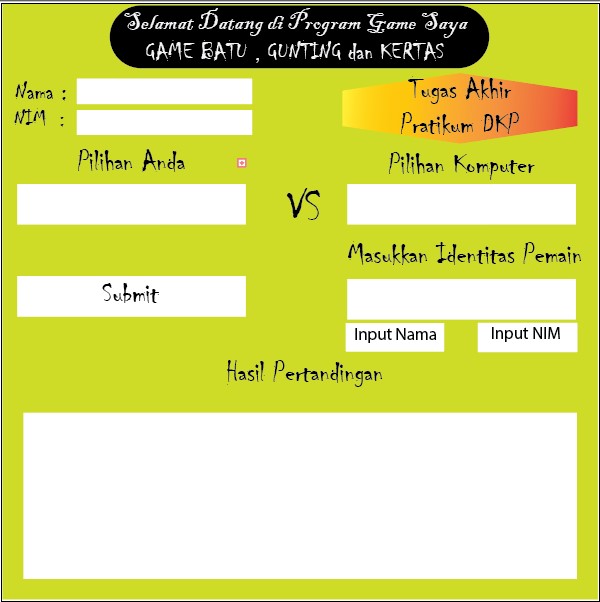 Selamat Datang di Program Game Saya
GAME BATU , GUNTING dan KERTAS
Nama :
NIM :
Tugas Akhir
Pratikum DKP
Pilihan Anda
Pilihan Komputer
VS
Masukkan Identitas Pemain
Submit
Input Nama
Input NIM
Hasil Pertandingan